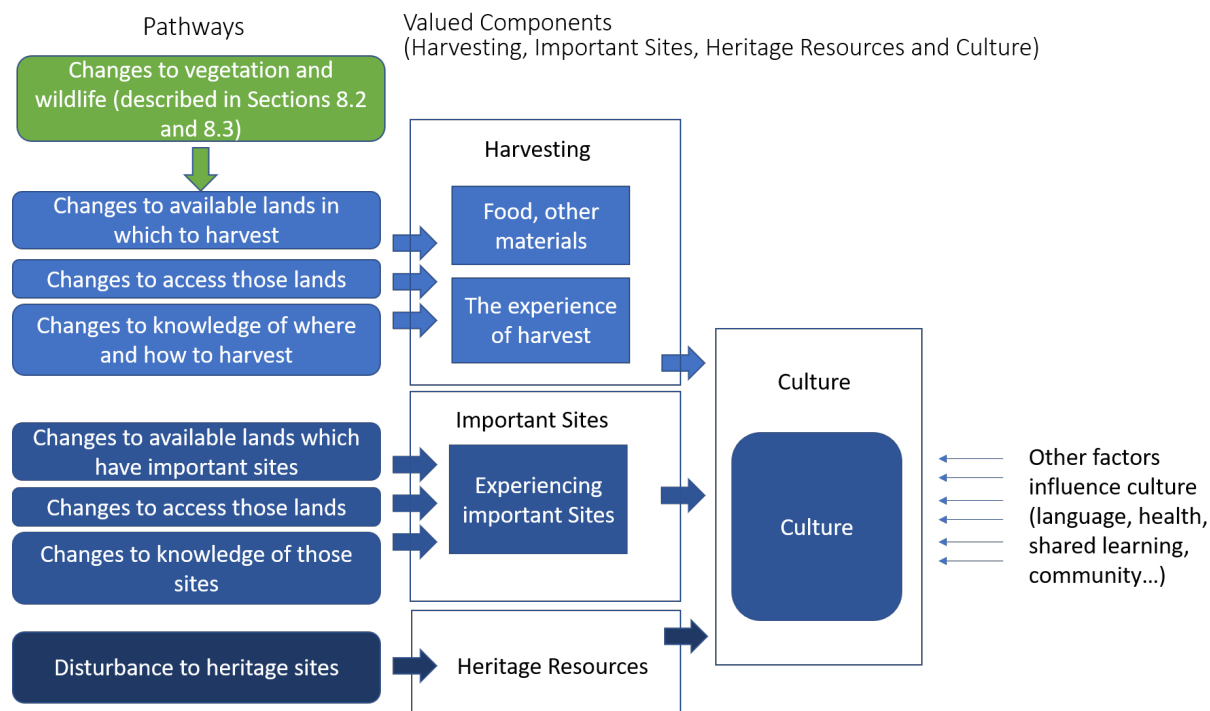 Pathways
Valued Components
(Harvesting, Important Sites, Heritage Resources and Culture)
Changes to vegetation and
wildlife (described in Sections 8.2
and 8.3)
Changes to available lands in
which to harvest
Changes to access those lands
Changes to knowledge of where
and how to harvest
Harvesting
Food, other
materials
The experience
of harvest
Changes to available lands which
have important sites
Changes to access those lands
Changes to knowledge of those
sites
Important Sites
Experiencing
important Sites
Disturbance to heritage sites
Heritage Resources
Culture
Culture
Other factors
influence culture
(language, health,
shared learning,
community...)